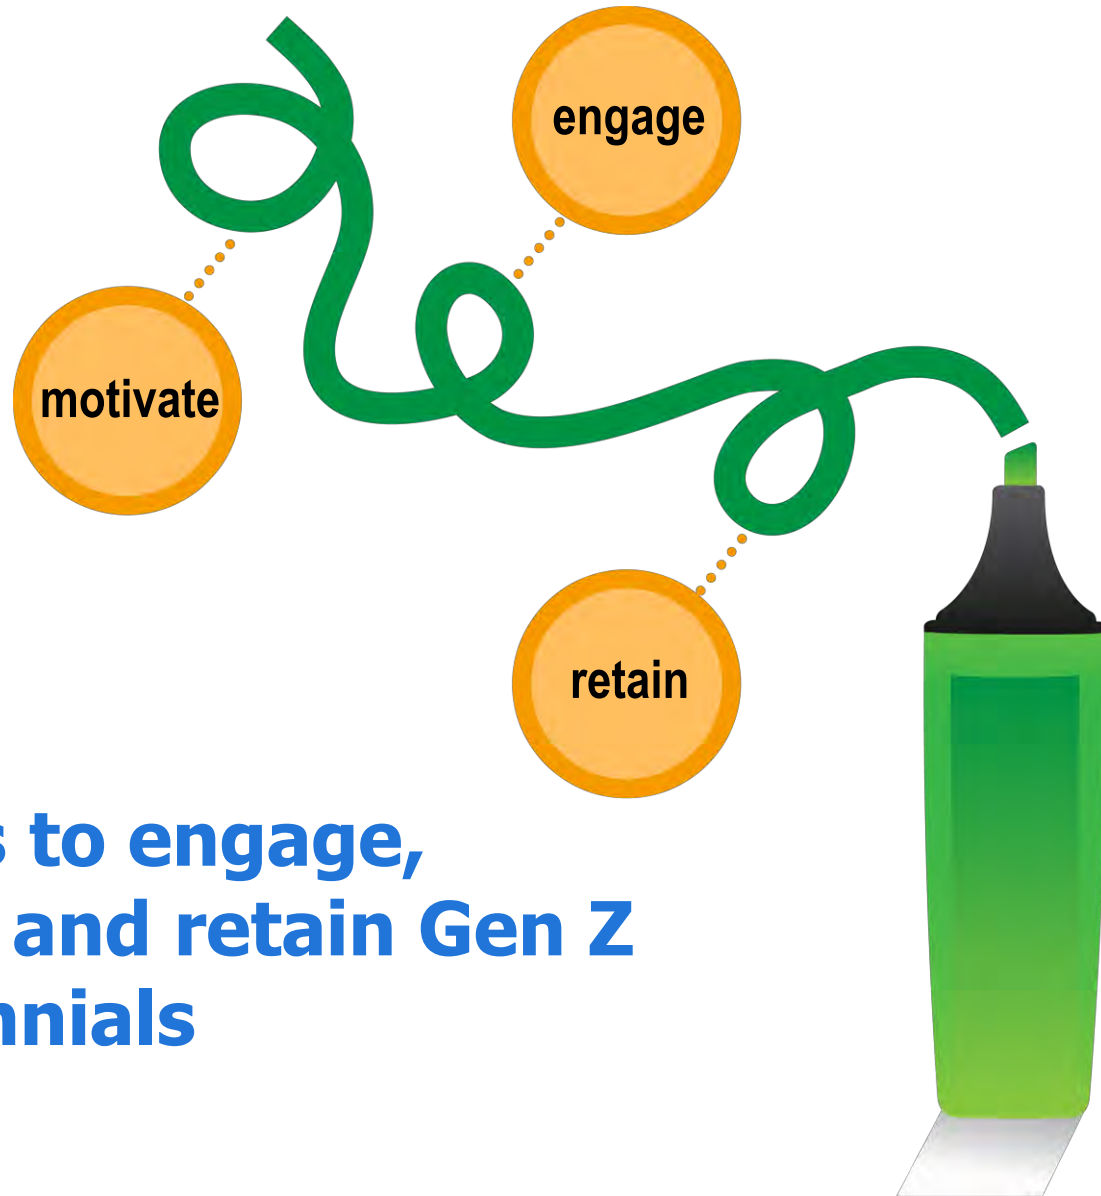 engage
motivate
retain
s to engage,
and retain Gen Z
nnials